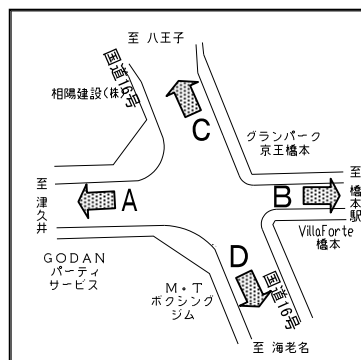 至 八王子
国道16号
相陽建設(株)
C
グランパーク
京王橋本
至
津久井
A
B
至
橋本駅
VillaForte
橋本
GODAN
パーティ
サービス
D
M・T
ボクシング
ジム
国道16号
至 海老名